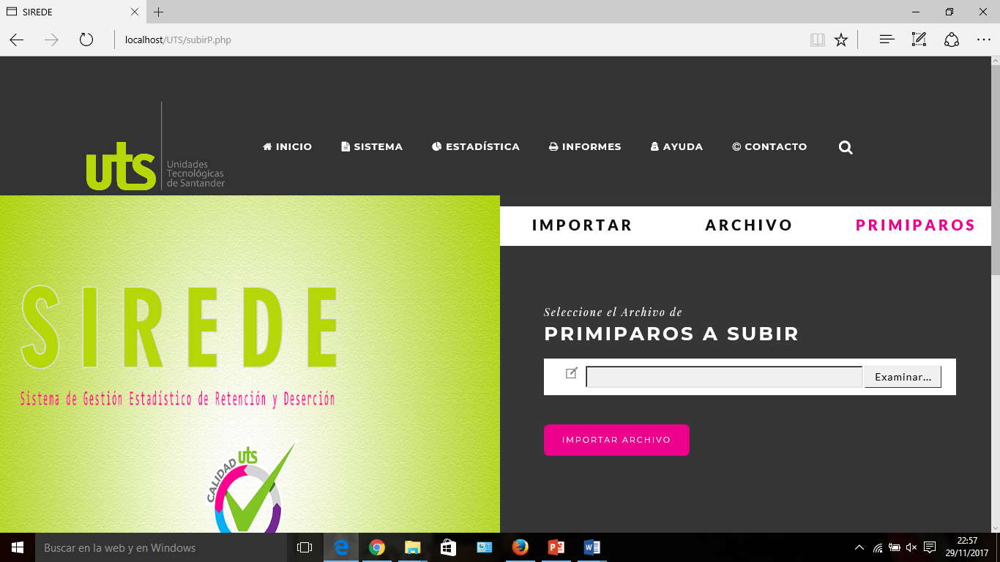 SIREDE
localhost/UTS/subirP.php
uts
Unidades
Tecnológicas
de Santander
INICIO SISTEMA ESTADÍSTICA INFORMES AYUDA CONTACTO
IMPORTAR ARCHIVO PRIMIPAROS
SIREDE
Sistema de Gestión Estadístico de Retención y Deserción
CALIDAD uts
Seleccione el Archivo de
PRIMIPAROS A SUBIR
Examinar...
IMPORTAR ARCHIVO
Buscar en la web y en Windows
22:57
29/11/2017